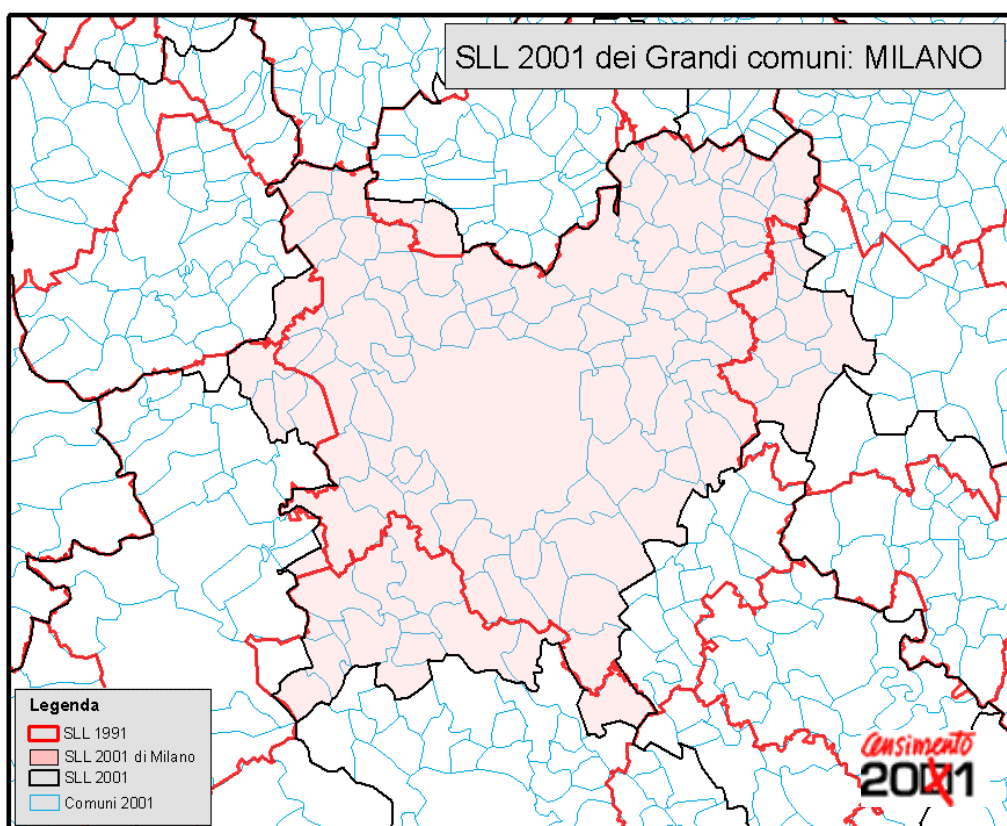 SLL 2001 dei Grandi comuni: MILANO
Legenda
SLL 1991
SLL 2001 di Milano
SLL 2001
Comuni 2001
Censimento
2001